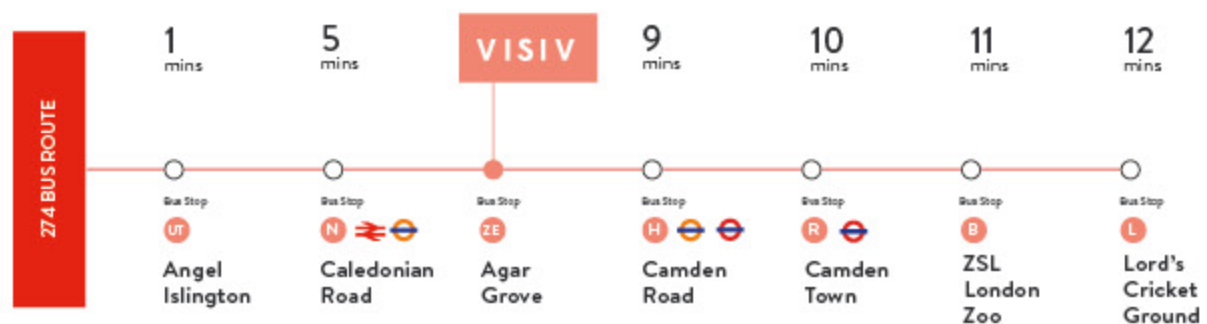 274 BUS ROUTE
1
mins
5
mins
VISIV
9
mins
10
mins
11
mins
12
mins
Bus Stop
UT
Angel
Islington
Bus Stop
N
Caledonian
Road
Bus Stop
ZE
Agar
Grove
Bus Stop
H
Camden
Road
Bus Stop
R
Camden
Town
Bus Stop
B
ZSL
London
Zoo
Bus Stop
L
Lord's
Cricket
Ground